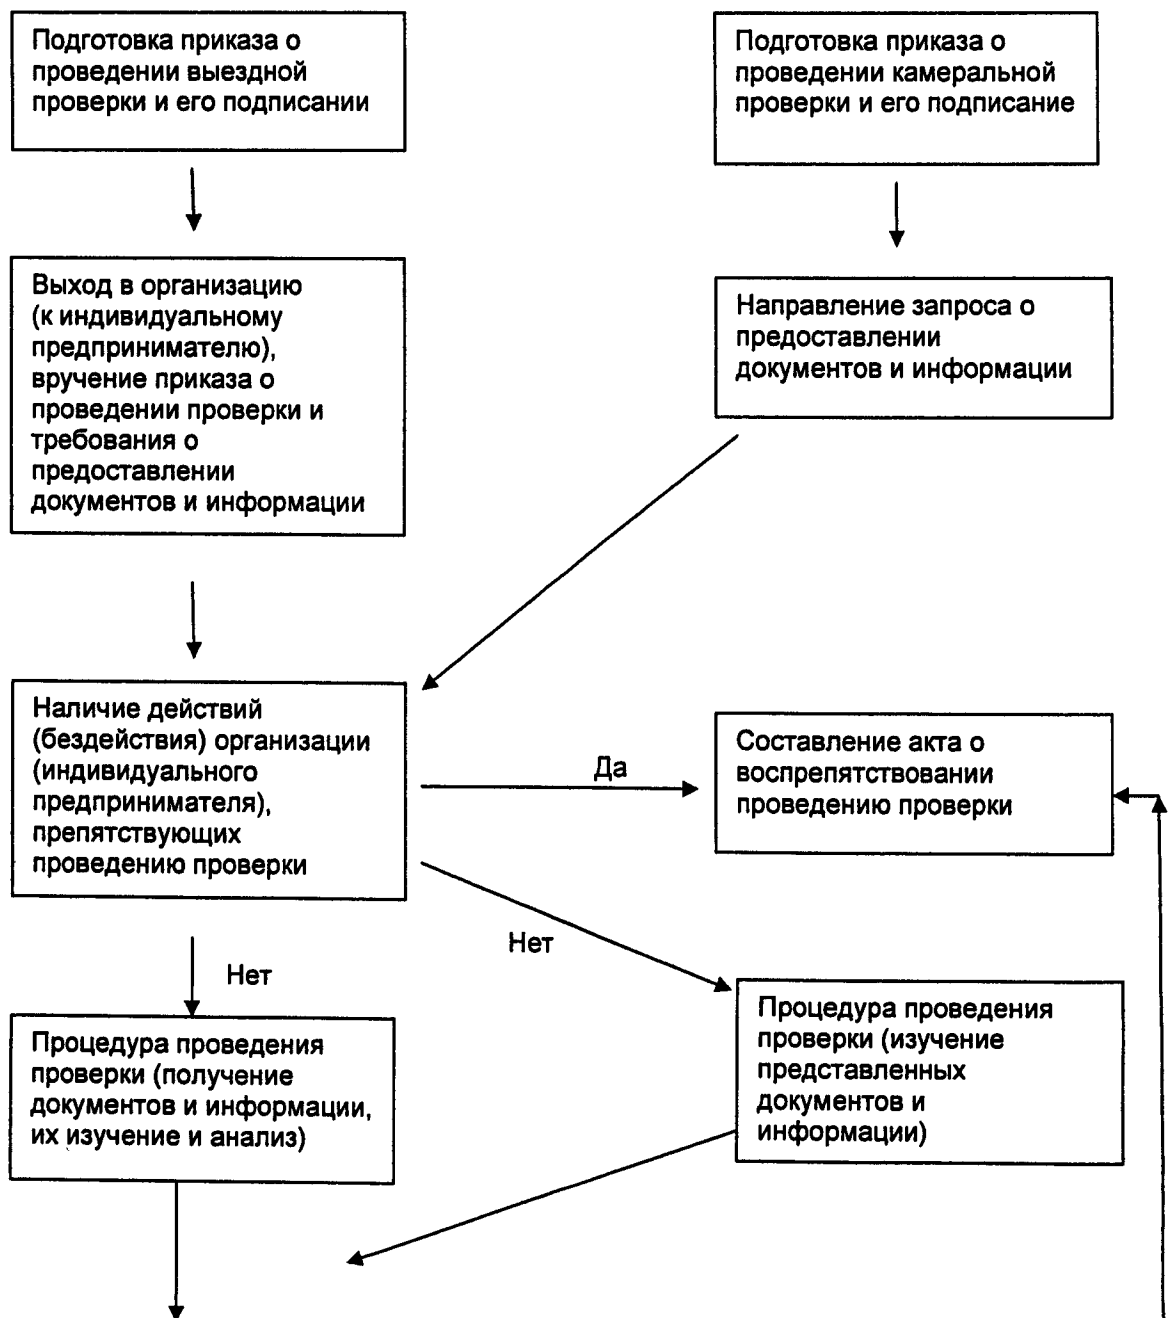 Подготовка приказа о
проведении выездной
проверки и его подписании
Подготовка приказа о
проведении камеральной
проверки и его подписание
Выход в организацию
(к индивидуальному
предпринимателю),
вручение приказа о
проведении проверки и
требования о
предоставлении
документов и информации
Направление запроса о
предоставлении
документов и информации
Наличие действий
(бездействия) организации
(индивидуального
предпринимателя),
препятствующих
проведению проверки
Да
Составление акта о
воспрепятствовании
проведению проверки
Нет
Нет
Процедура проведения
проверки (получение
документов и информации,
их изучение и анализ)
Процедура проведения
проверки (изучение
представленных
документов и
информации)